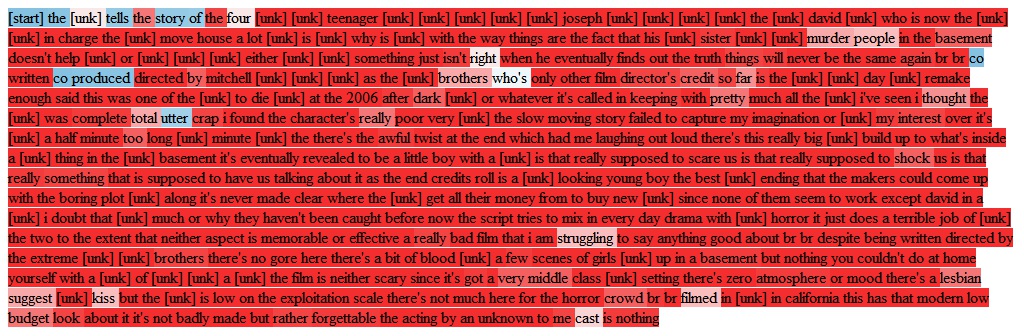 [start] the [unk] tells the story of the four [unk] [unk] teenager [unk] [unk] [unk] [unk] [unk] joseph [unk] [unk] [unk] [unk] the [unk] david [unk] who is now the [unk]
[unk] in charge the [unk] move house a lot [unk] is [unk] why is [unk] with the way things are the fact that his [unk] sister [unk] [unk] murder people in the basement
doesn't help [unk] or [unk] [unk] [unk] either [unk] [unk] something just isn't right when he eventually finds out the truth things will never be the same again br br co
written co produced directed by mitchell [unk] [unk] [unk] as the [unk] brothers who's only other film director's credit so far is the [unk] [unk] day [unk] remake
enough said this was one of the [unk] to die [unk] at the 2006 after dark [unk] or whatever it's called in keeping with pretty much all the [unk] i've seen i thought the
[unk] was complete total utter crap i found the character's really poor very [unk] the slow moving story failed to capture my imagination or [unk] my interest over it's
[unk] a half minute too long [unk] minute [unk] the there's the awful twist at the end which had me laughing out loud there's this really big [unk] build up to what's inside
a [unk] thing in the [unk] basement it's eventually revealed to be a little boy with a [unk] is that really supposed to scare us is that really supposed to shock us is that
really something that is supposed to have us talking about it as the end credits roll is a [unk] looking young boy the best [unk] ending that the makers could come up
with the boring plot [unk] along it's never made clear where the [unk] get all their money from to buy new [unk] since none of them seem to work except david in a
[unk] i doubt that [unk] much or why they haven't been caught before now the script tries to mix in every day drama with [unk] horror it just does a terrible job of [unk]
the two to the extent that neither aspect is memorable or effective a really bad film that i am struggling to say anything good about br br despite being written directed by
the extreme [unk] [unk] brothers there's no gore here there's a bit of blood [unk] a few scenes of girls [unk] up in a basement but nothing you couldn't do at home
yourself with a [unk] of [unk] [unk] a [unk] the film is neither scary since it's got a very middle class [unk] setting there's zero atmosphere or mood there's a lesbian
suggest [unk] kiss but the [unk] is low on the exploitation scale there's not much here for the horror crowd br br filmed in [unk] in california this has that modern low
budget look about it it's not badly made but rather forgettable the acting by an unknown to me cast is nothing